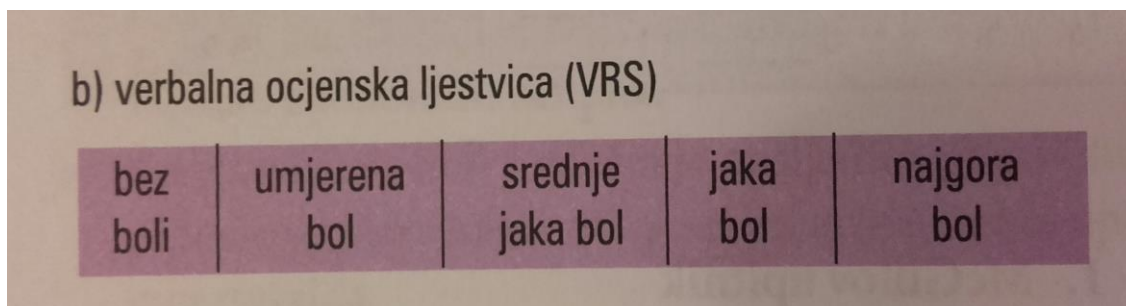 b) verbalna ocjenska ljestvica (VRS)
bez umjerena srednje jaka najgora
boli bol jaka bol bol bol